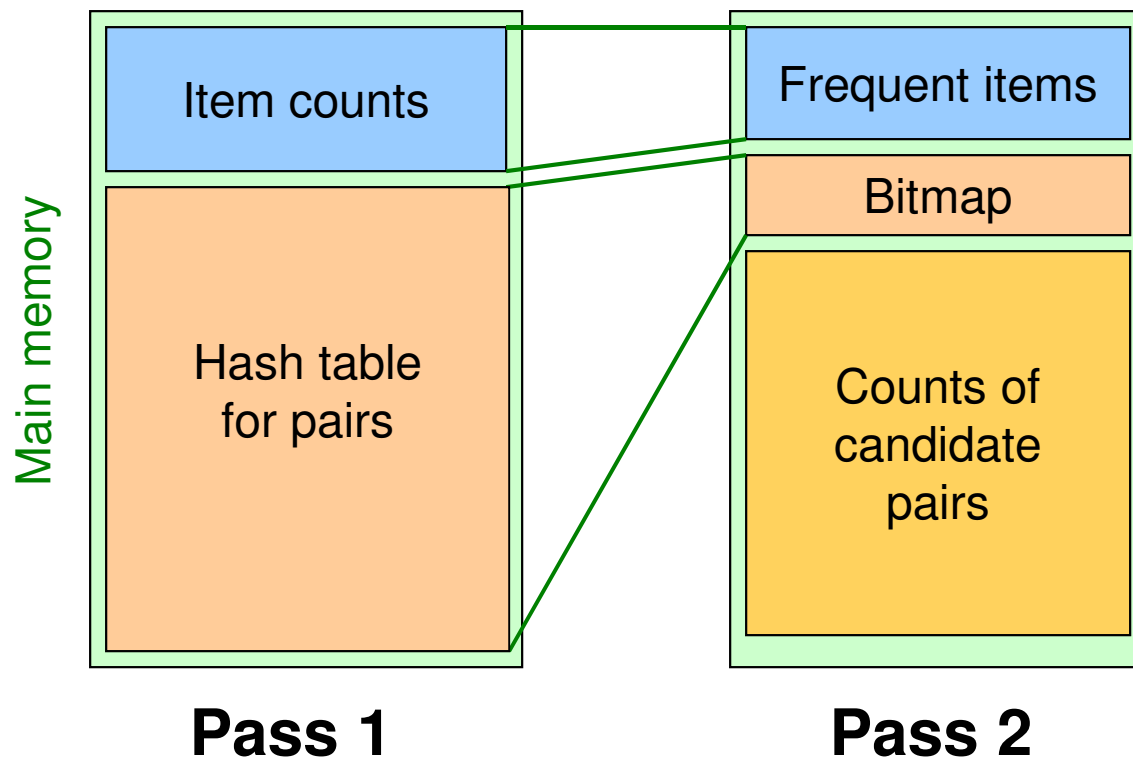 Main memory
Item counts
Hash table
for pairs
Pass 1
Frequent items
Bitmap
Counts of
candidate
pairs
Pass 2